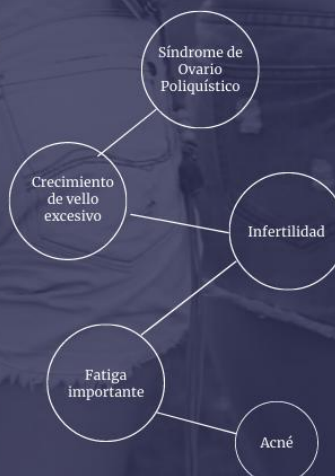 Síndrome de
Ovario
Poliquístico
Crecimiento
de vello
excesivo
Infertilidad
Fatiga
importante
Acné